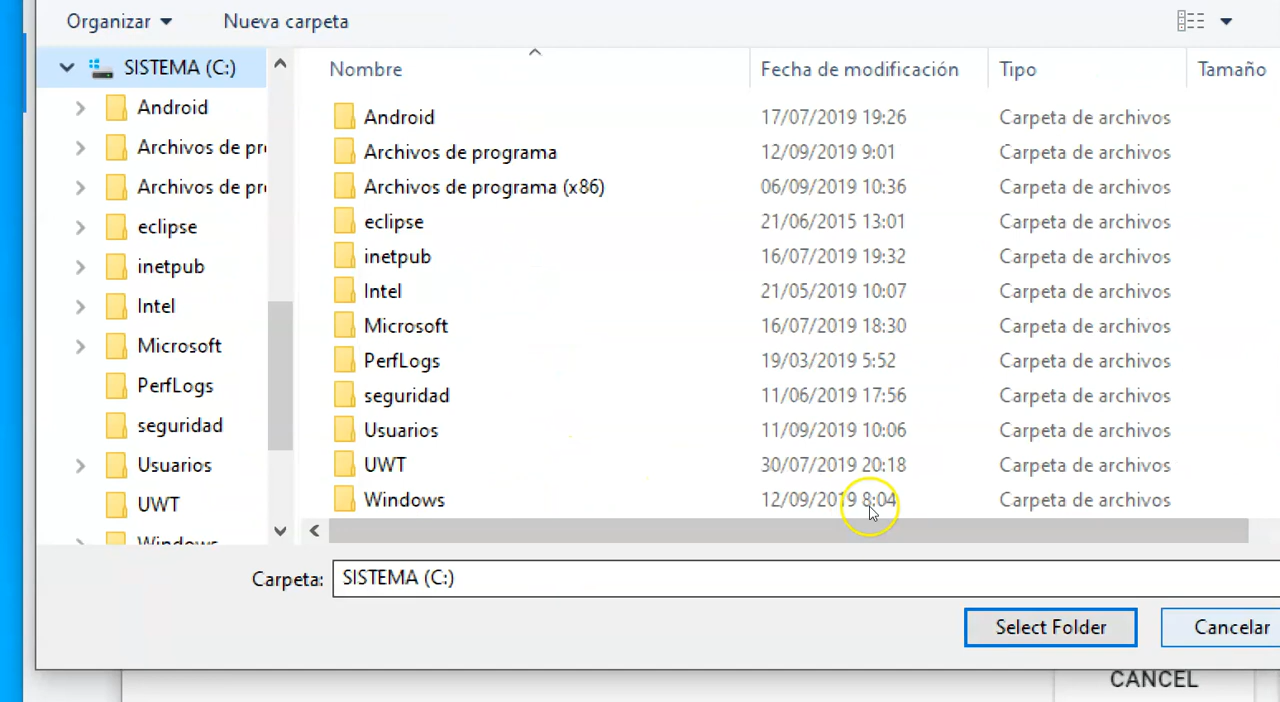 Organizar Nueva carpeta
SISTEMA (C:)
Android
Archivos de pr
Archivos de pr
eclipse
inetpub
Intel
Microsoft
PerfLogs
seguridad
Usuarios
UWT
Windows
Nombre Fecha de modificación Tipo Tamaño
Android 17/07/2019 19:26 Carpeta de archivos
Archivos de programa 12/09/2019 9:01 Carpeta de archivos
Archivos de programa (x86) 06/09/2019 10:36 Carpeta de archivos
eclipse 21/06/2015 13:01 Carpeta de archivos
inetpub 16/07/2019 19:32 Carpeta de archivos
Intel 21/05/2019 10:07 Carpeta de archivos
Microsoft 16/07/2019 18:30 Carpeta de archivos
PerfLogs 19/03/2019 5:52 Carpeta de archivos
seguridad 11/06/2019 17:56 Carpeta de archivos
Usuarios 11/09/2019 10:06 Carpeta de archivos
UWT 30/07/2019 20:18 Carpeta de archivos
Windows 12/09/2019 8:04 Carpeta de archivos
Carpeta: SISTEMA (C:)
Select Folder Cancelar
CANCEL